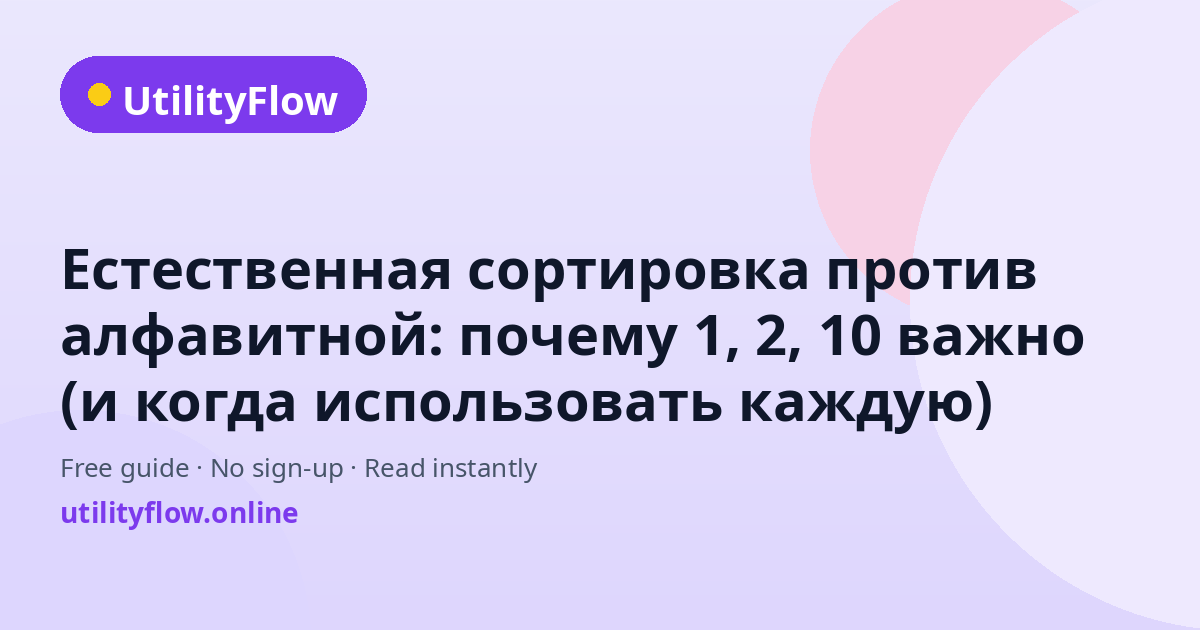 UtilityFlow
Естественная сортировка против
алфавитной: почему 1, 2, 10 важно
(и когда использовать каждую)
Free guide · No sign-up · Read instantly
utilityflow.online